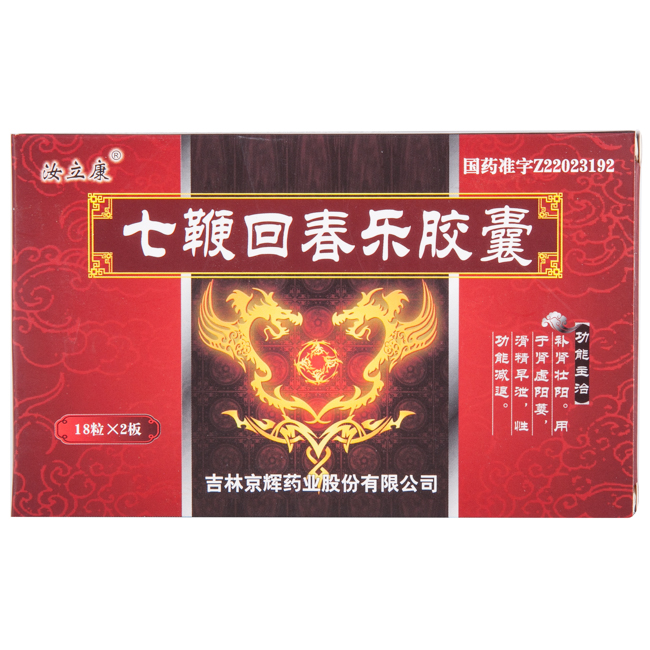 汝立康®
国药准字Z22023192
七鞭回春乐胶囊
功能主治
补肾壮阳。用
于肾虚阳萎，
滑精早泄，性
功能减退。
18粒×2板
吉林京辉药业股份有限公司